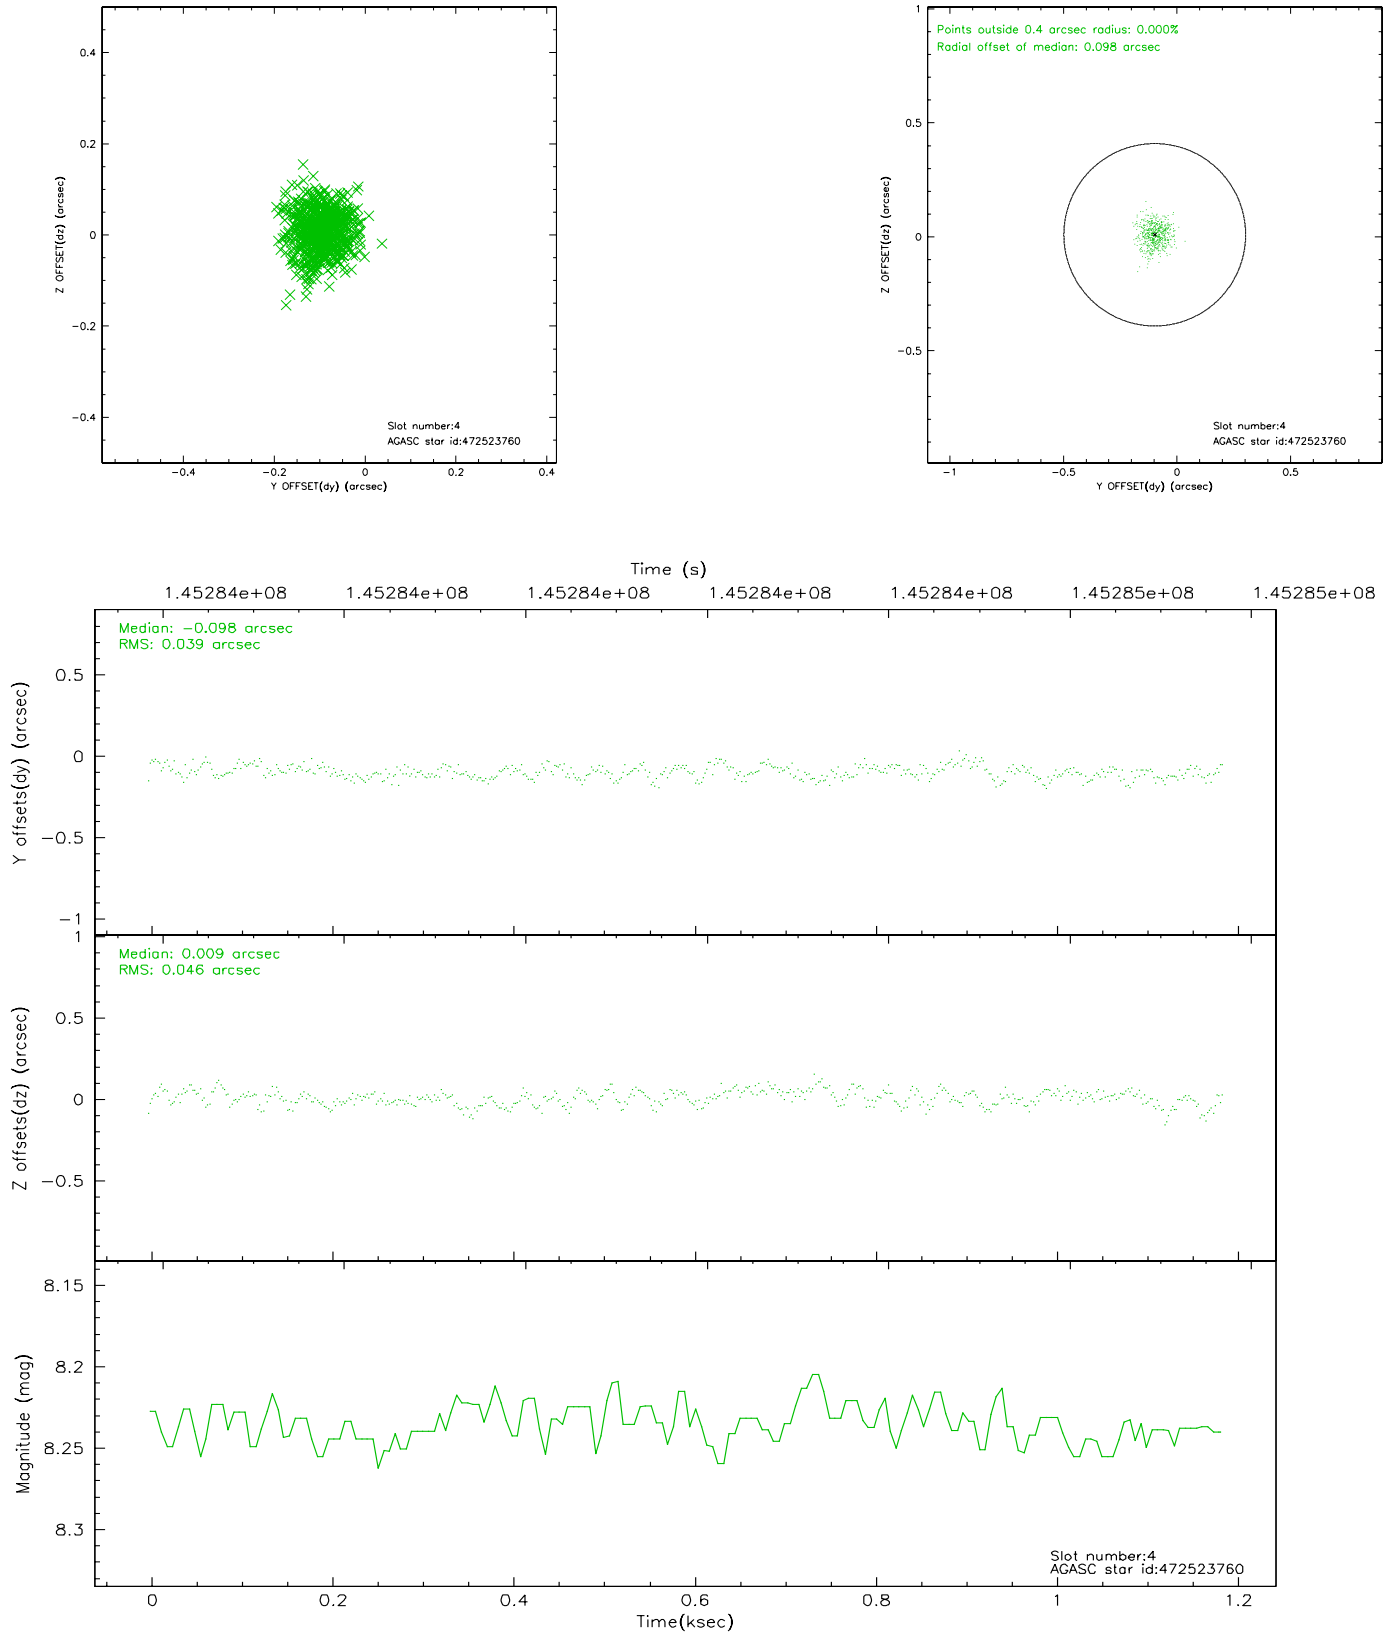 0.4
0.2
0
−0.2
−0.4
Z OFFSET(dz) (arcsec)
Slot number:4
AGASC star id:472523760
−0.4 −0.2 0 0.2 0.4
Y OFFSET(dy) (arcsec)
Points outside 0.4 arcsec radius: 0.000%
Radial offset of median: 0.098 arcsec
1
0.5
0
−0.5
Z OFFSET(dz) (arcsec)
Slot number:4
AGASC star id:472523760
−1 −0.5 0 0.5
Y OFFSET(dy) (arcsec)
Time (s)
1.45284e+08 1.45284e+08 1.45284e+08 1.45284e+08 1.45284e+08 1.45285e+08 1.45285e+08
Median: −0.098 arcsec
RMS: 0.039 arcsec
0.5
0
−0.5
−1
Y offsets(dy) (arcsec)
Median: 0.009 arcsec
RMS: 0.046 arcsec
1
0.5
0
−0.5
Z offsets(dz) (arcsec)
8.15
8.2
8.25
8.3
Magnitude (mag)
Slot number:4
AGASC star id:472523760
0 0.2 0.4 0.6 0.8 1 1.2
Time(ksec)